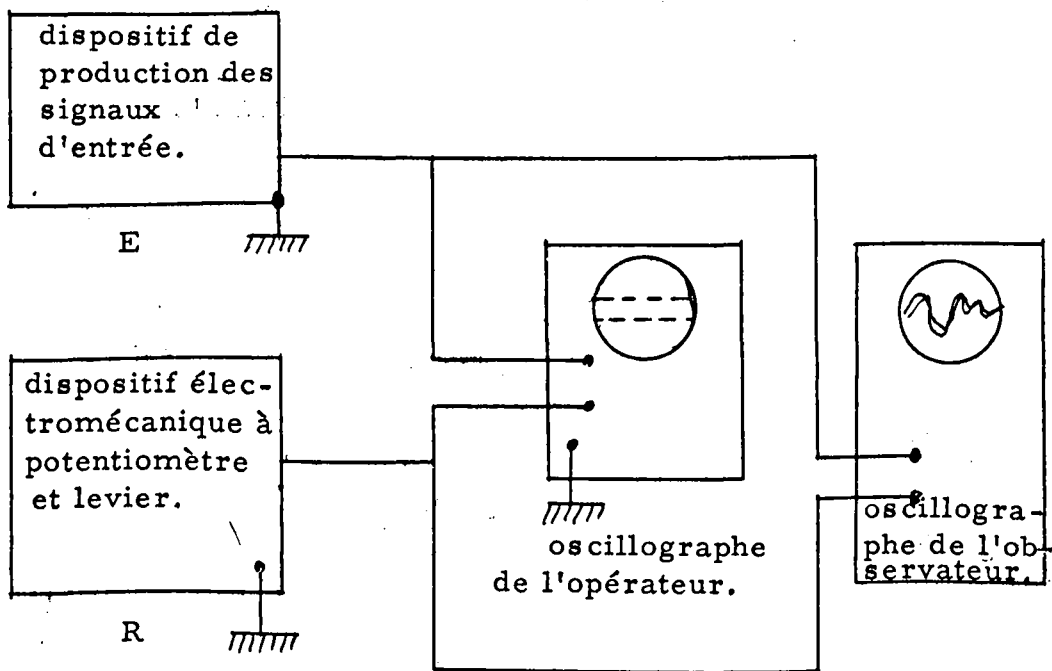 dispositif de
production des
signaux
d'entrée.
E
dispositif élec-
tromécanique à
potentiomètre
et levier.
R
oscillographe
de l'opérateur.
oscillogra-
phe de l'ob-
servateur.